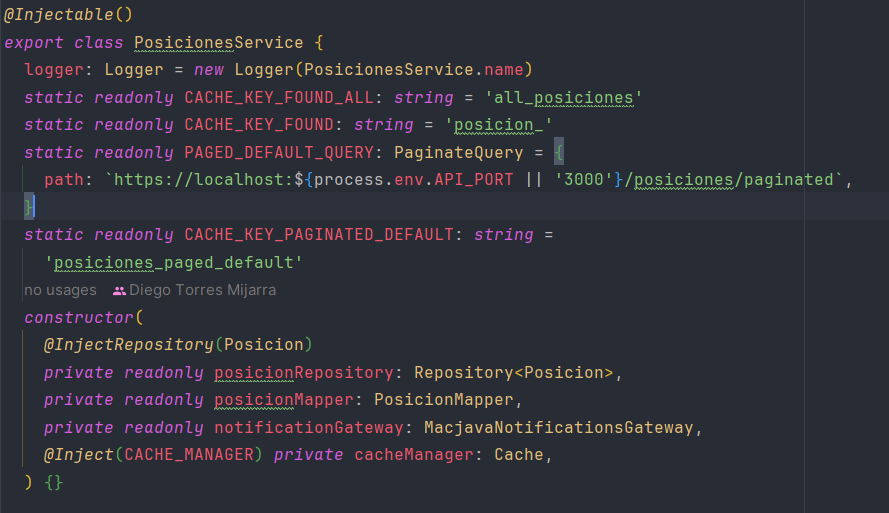 @Injectable()
export class PosicionesService {
  logger: Logger = new Logger(PosicionesService.name)
  static readonly CACHE_KEY_FOUND_ALL: string = 'all_posiciones'
  static readonly CACHE_KEY_FOUND: string = 'posicion_'
  static readonly PAGED_DEFAULT_QUERY: PaginateQuery = {
    path: `https://localhost:${process.env.API_PORT || '3000'}/posiciones/paginated`,
  }
  static readonly CACHE_KEY_PAGINATED_DEFAULT: string =
    'posiciones_paged_default'
  no usages Diego Torres Mijarra
  constructor(
    @InjectRepository(Posicion)
    private readonly posicionRepository: Repository<Posicion>,
    private readonly posicionMapper: PosicionMapper,
    private readonly notificationGateway: MacjavaNotificationsGateway,
    @Inject(CACHE_MANAGER) private cacheManager: Cache,
  ) {}